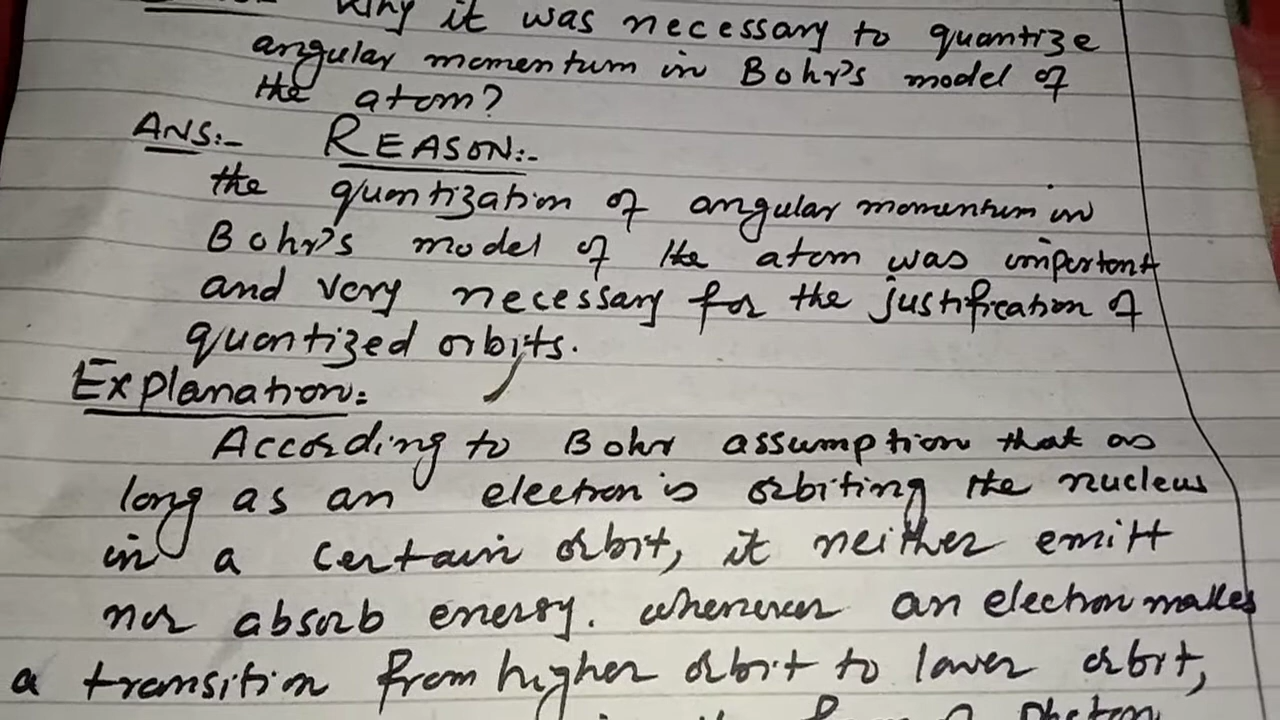 Why it was necessary to quantize
angular momentum in Bohr's model of
the atom?
ANS:- REASON:-
the quantization of angular momentum in
Bohr's model of the atom was important
and very necessary for the justification of
quantized orbits.
Explanation:
According to Bohr assumption that as
long as an electron is orbiting the nucleus
in a certain orbit, it neither emitt
nor absorb energy. whenever an electron makes
a transition from higher orbit to lower orbit,
photon